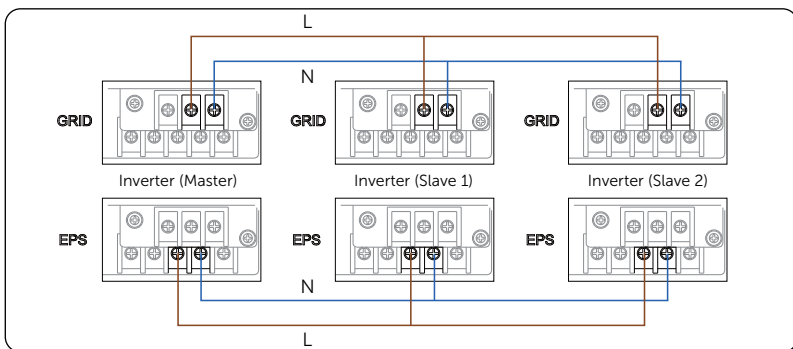 L
N
GRID
GRID
GRID
Inverter (Master)
Inverter (Slave 1)
Inverter (Slave 2)
EPS
EPS
EPS
N
L